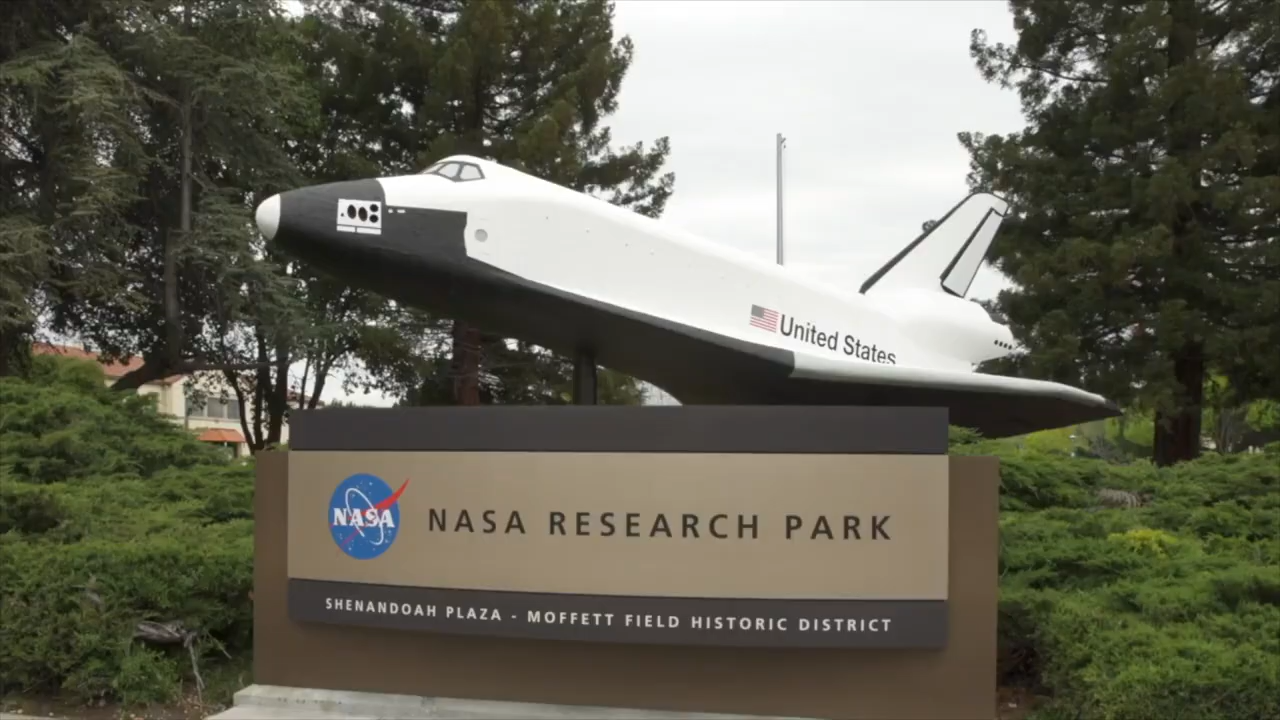 United States
NASA
NASA RESEARCH PARK
SHENANDOAH PLAZA - MOFFETT FIELD HISTORIC DISTRICT